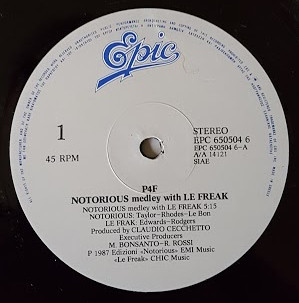 Epic
1
45 RPM
STEREO
EPC 650504 6
EPC 650504 6-A
A/A 14121
SIAE
P4F
NOTORIOUS medley with LE FREAK
NOTORIOUS medley with LE FREAK 5:15
NOTORIOUS: Taylor-Rhodes-Le Bon
LE FRAK: Edwards-Rodgers
Produced by CLAUDIO CECCHETTO
Executive Producers
M. BONSANTO-R. ROSSI
℗ 1987 Edizioni «Notorious» EMI Music
«Le Freak» CHIC Music